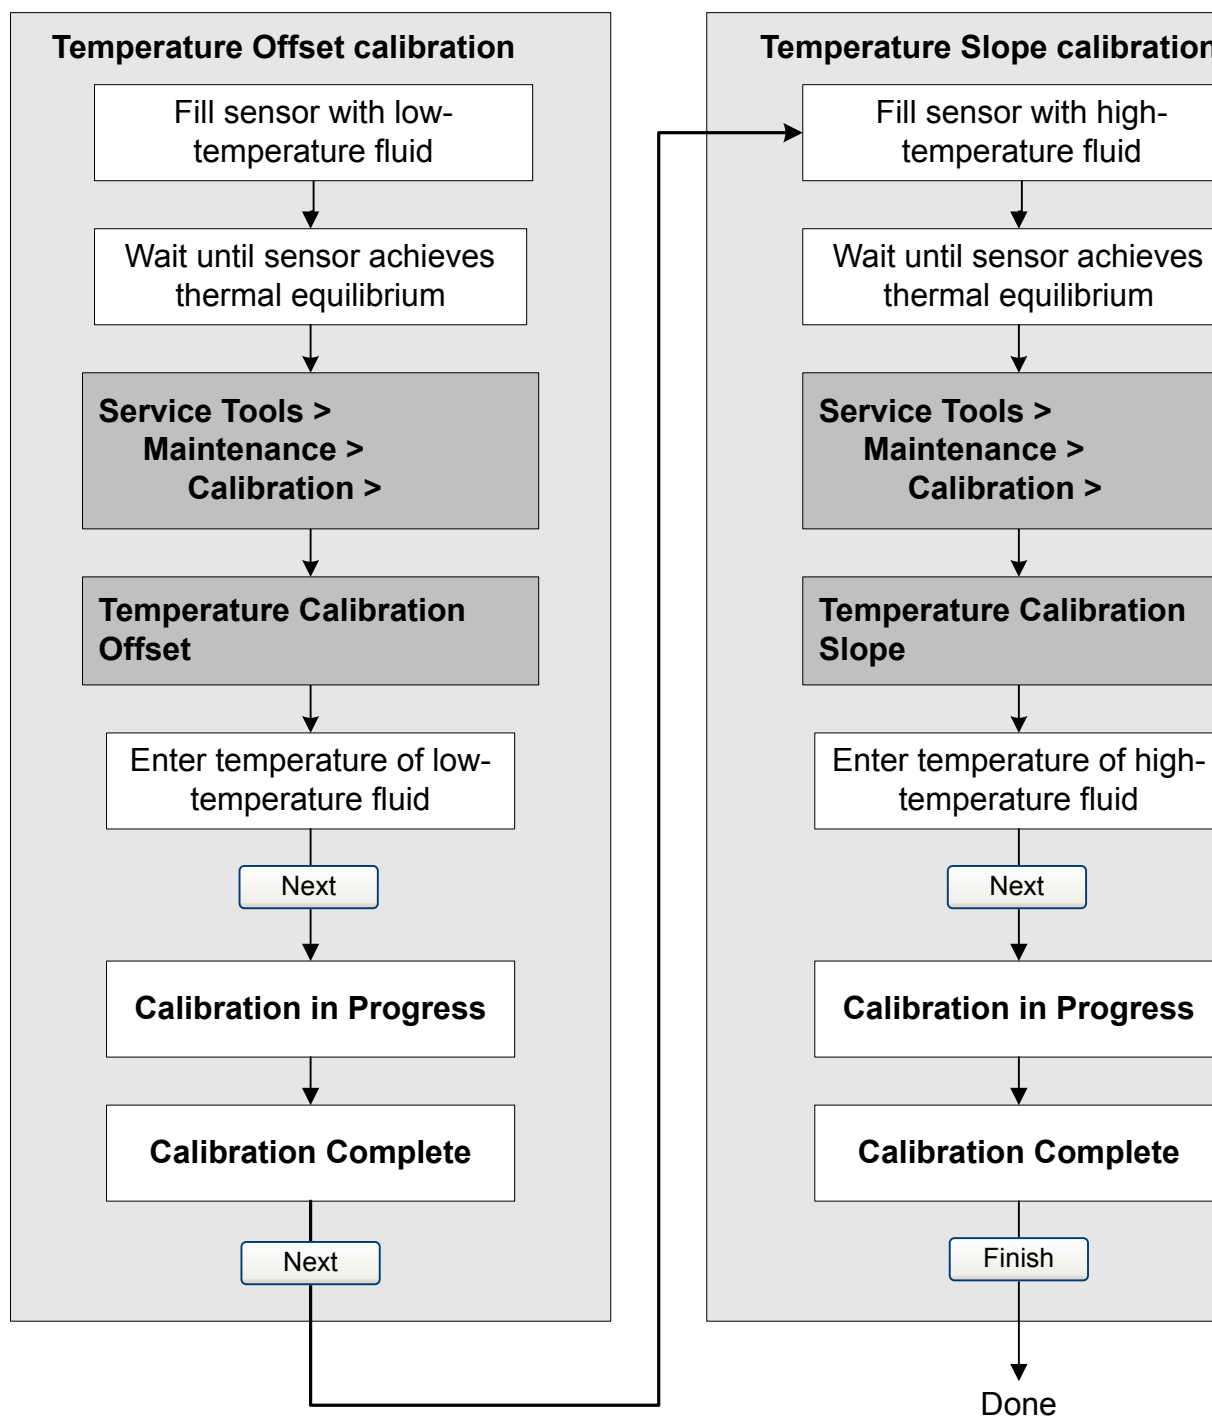 Temperature Offset calibration
Fill sensor with low-
temperature fluid
Wait until sensor achieves
thermal equilibrium
Service Tools >
Maintenance >
Calibration >
Temperature Calibration
Offset
Enter temperature of low-
temperature fluid
Next
Calibration in Progress
Calibration Complete
Next
Temperature Slope calibration
Fill sensor with high-
temperature fluid
Wait until sensor achieves
thermal equilibrium
Service Tools >
Maintenance >
Calibration >
Temperature Calibration
Slope
Enter temperature of high-
temperature fluid
Next
Calibration in Progress
Calibration Complete
Finish
Done